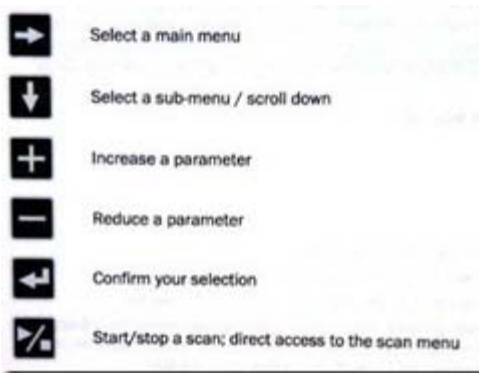 Select a main menu
Select a sub-menu / scroll down
Increase a parameter
Reduce a parameter
Confirm your selection
Start/stop a scan; direct access to the scan menu